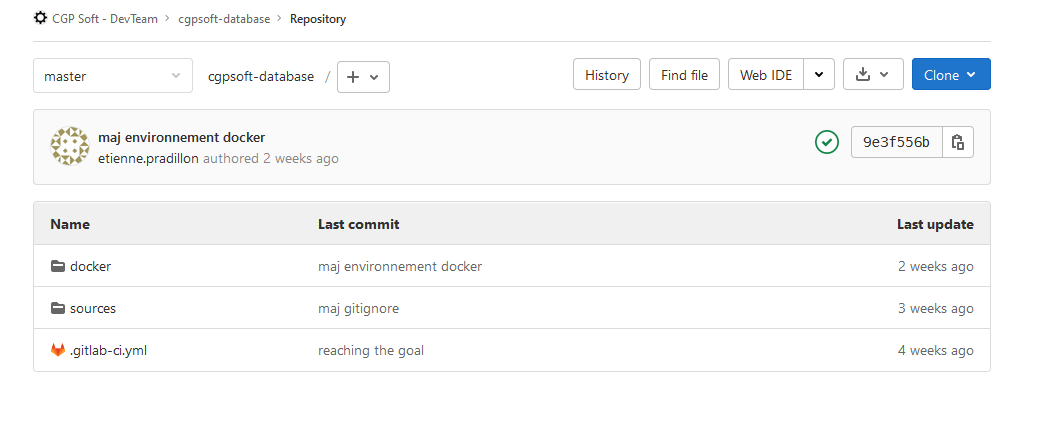 CGP Soft - DevTeam > cgpsoft-database > Repository
master cgpsoft-database / + History Find file Web IDE Clone
maj environnement docker
etienne.pradillon authored 2 weeks ago
9e3f556b
Name Last commit Last update
docker maj environnement docker 2 weeks ago
sources maj gitignore 3 weeks ago
.gitlab-ci.yml reaching the goal 4 weeks ago